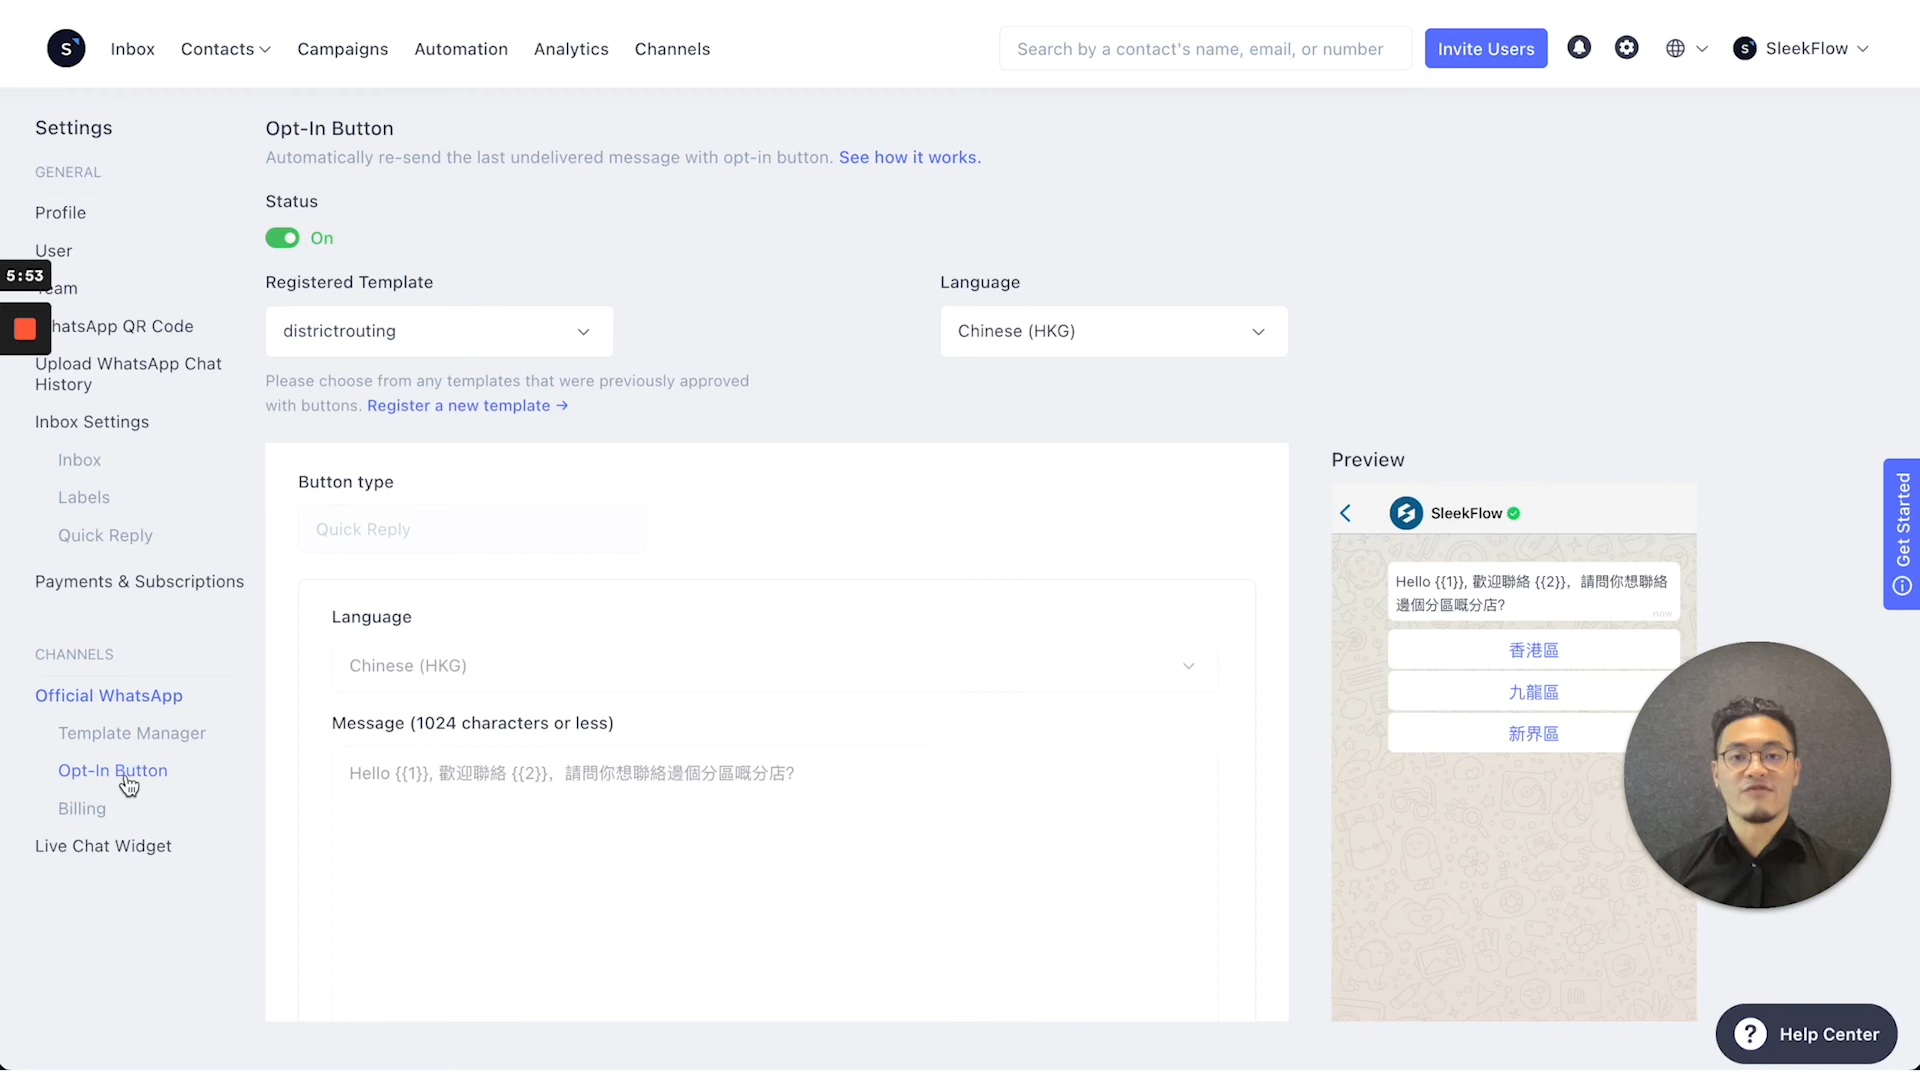 S
Inbox
Contacts
Campaigns
Automation
Analytics
Channels
Search by a contact's name, email, or number
Invite Users
S
SleekFlow
Settings
GENERAL
Profile
User
5:53
eam
hatsApp QR Code
Upload WhatsApp Chat
History
Inbox Settings
Inbox
Labels
Quick Reply
Payments & Subscriptions
CHANNELS
Official WhatsApp
Template Manager
Opt-In Button
Billing
Live Chat Widget
Opt-In Button
Automatically re-send the last undelivered message with opt-in button. See how it works.
Status
On
Registered Template
districtrouting
Language
Chinese (HKG)
Please choose from any templates that were previously approved
with buttons. Register a new template →
Button type
Quick Reply
Language
Chinese (HKG)
Message (1024 characters or less)
Hello {{1}}, 歡迎聯絡 {{2}}，請問你想聯絡邊個分區嘅分店?
Preview
SleekFlow
Hello {{1}}, 歡迎聯絡 {{2}}，請問你想聯絡
邊個分區嘅分店?
now
香港區
九龍區
新界區
Get Started
? Help Center